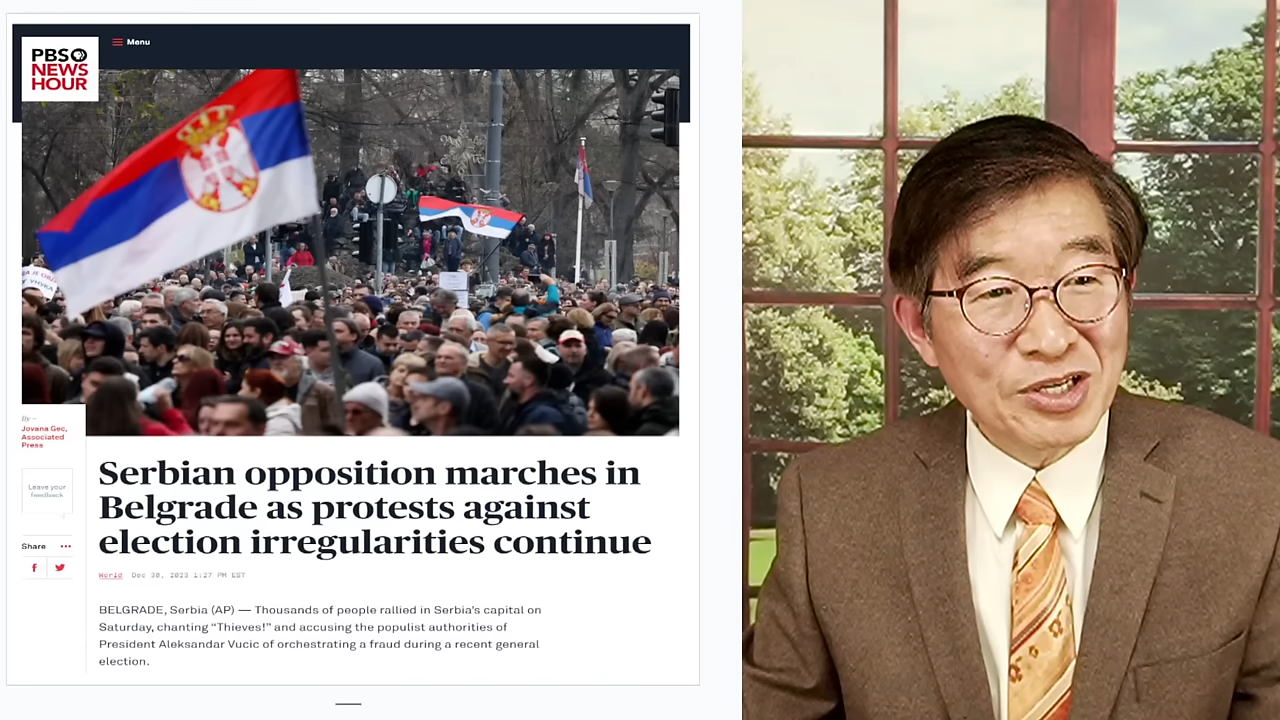 PBS
NEWS
HOUR
Menu
By —
Jovana Gec,
Associated
Press
Leave your
feedback
Share
Serbian opposition marches in
Belgrade as protests against
election irregularities continue
World Dec 30, 2023 1:27 PM EST
BELGRADE, Serbia (AP) — Thousands of people rallied in Serbia's capital on
Saturday, chanting “Thieves!” and accusing the populist authorities of
President Aleksandar Vucic of orchestrating a fraud during a recent general
election.